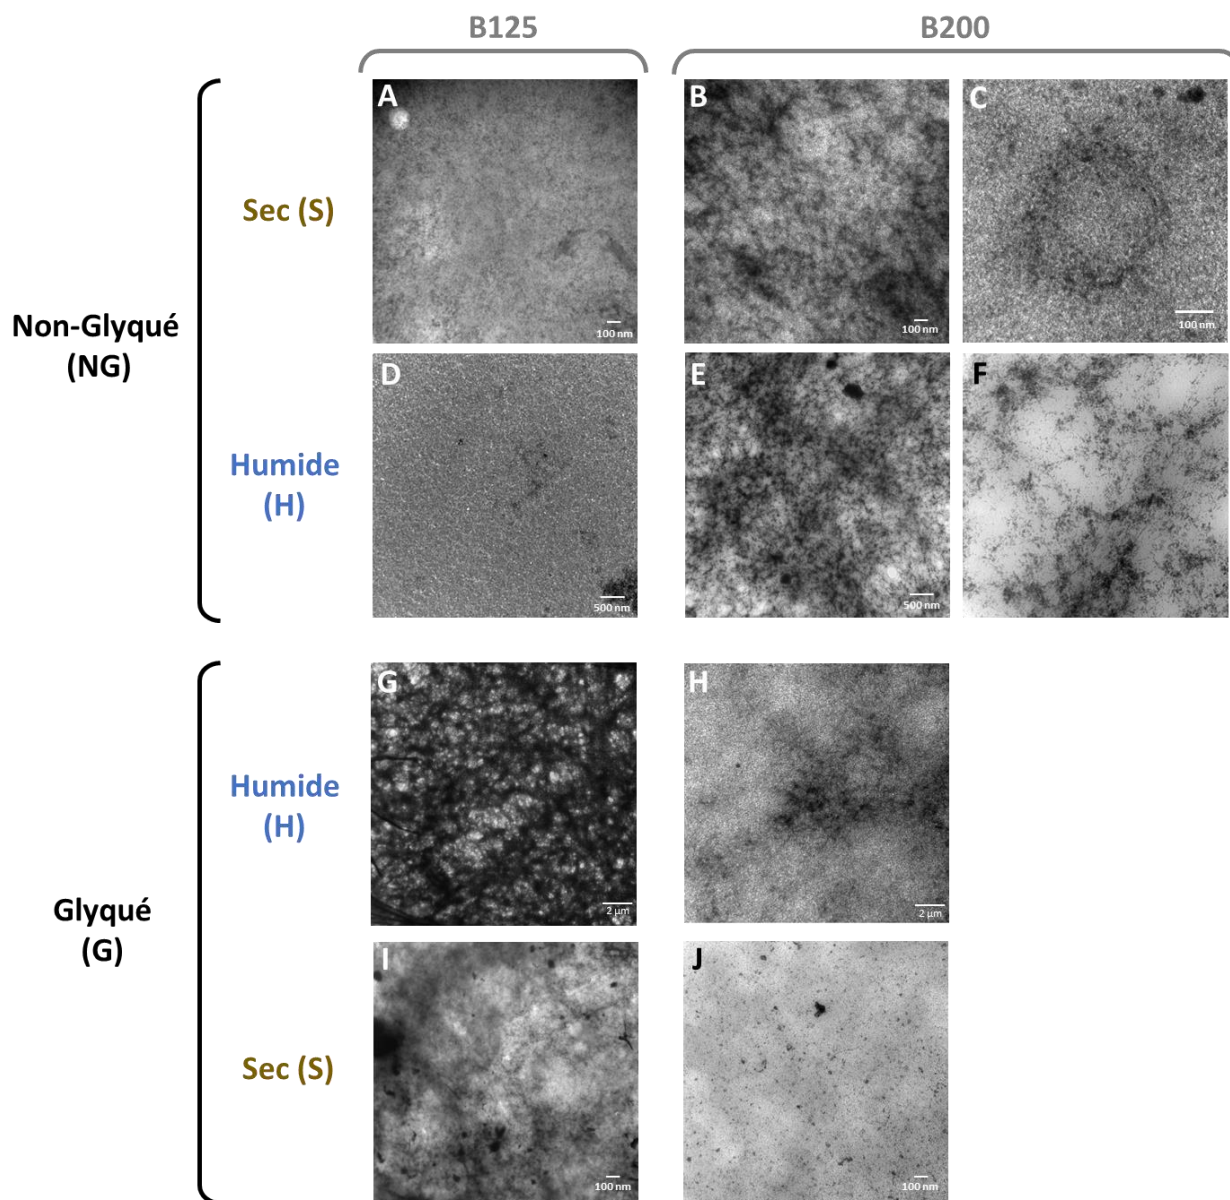 B125
B200
A
B
C
Sec (S)
100 nm
100 nm
100 nm
Non-Glyqué
(NG)
D
E
F
Humide
(H)
500 nm
500 nm
G
H
Humide
(H)
2 µm
2 µm
Glyqué
(G)
I
J
Sec (S)
100 nm
100 nm